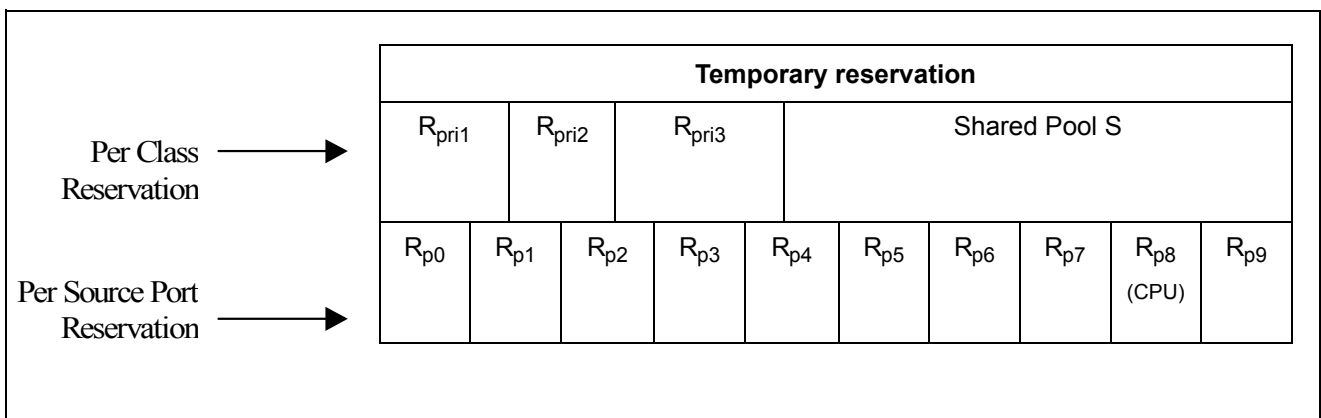 Temporary reservation
Per Class
Reservation
Rpri1 Rpri2 Rpri3 Shared Pool S
Per Source Port
Reservation
Rp0 Rp1 Rp2 Rp3 Rp4 Rp5 Rp6 Rp7 Rp8 Rp9
(CPU)